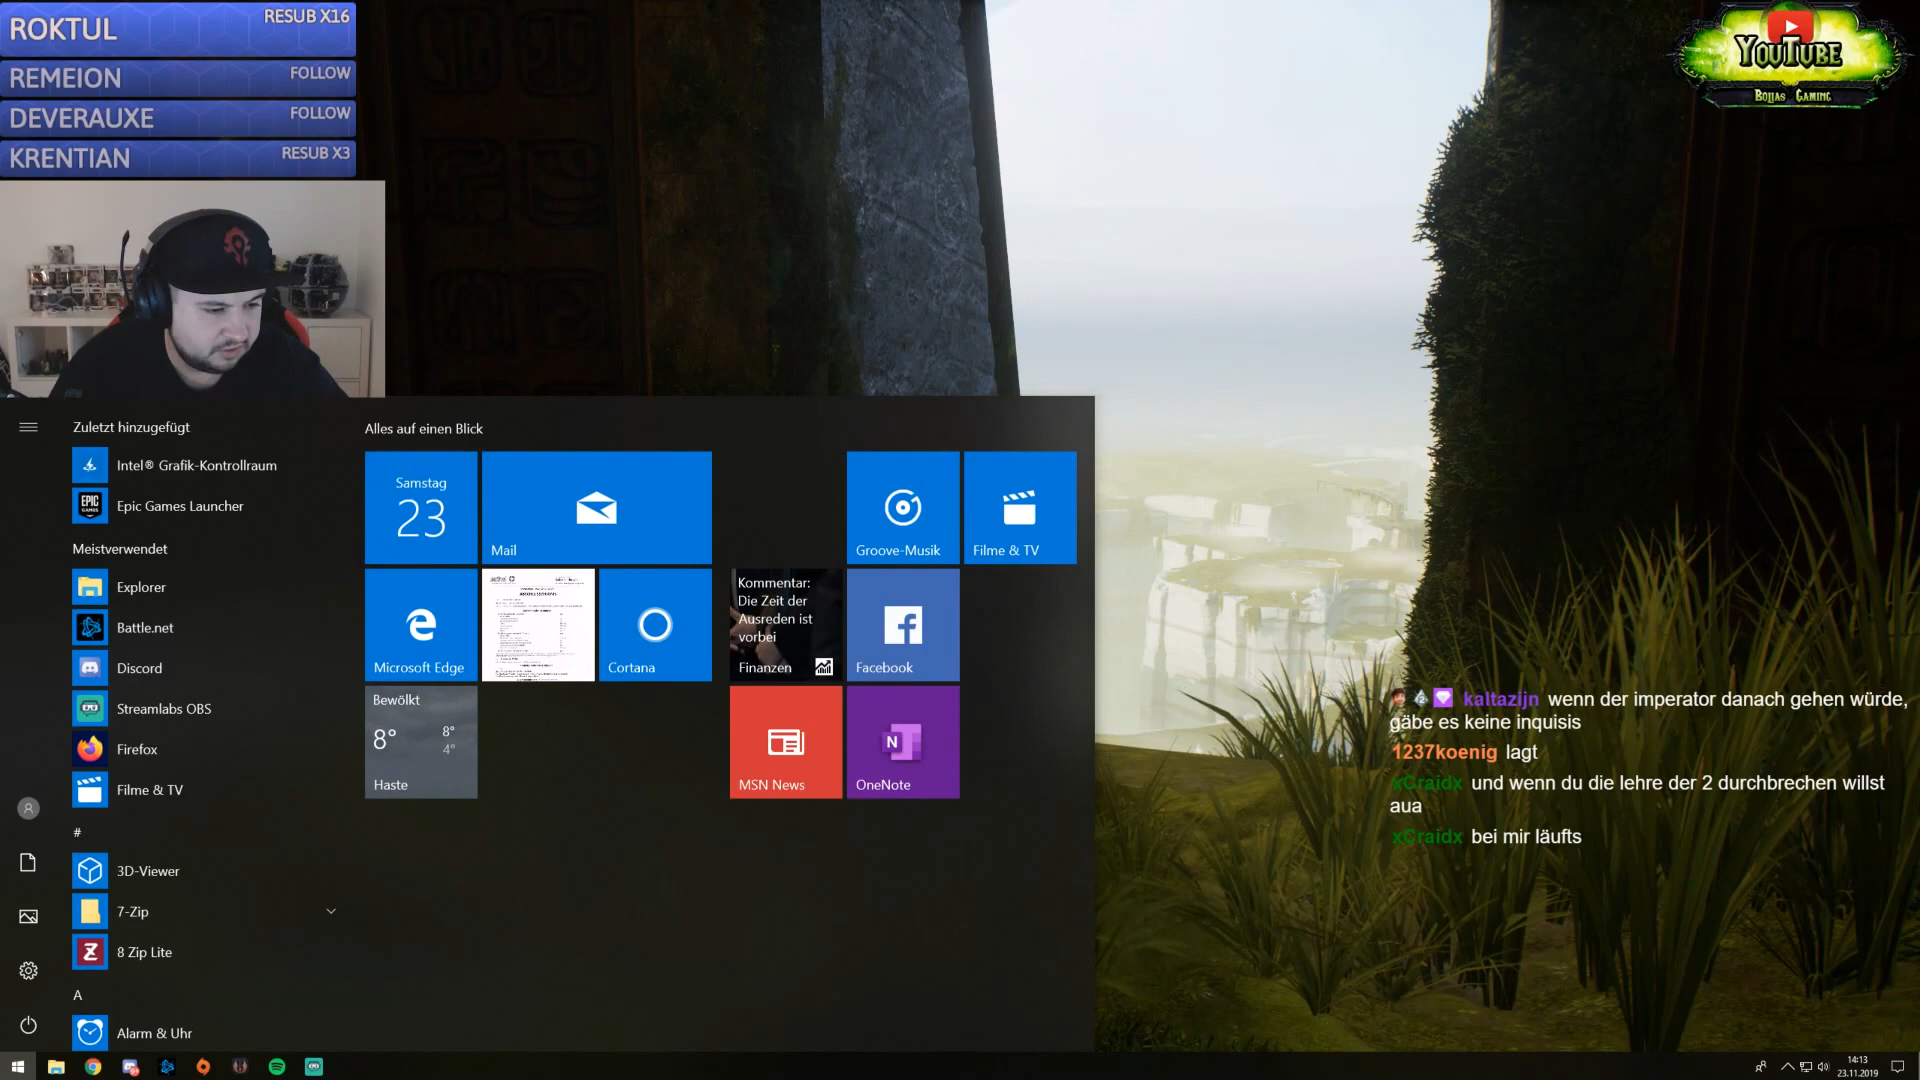 ROKTUL RESUB X16
REMEION FOLLOW
DEVERAUXE FOLLOW
KRENTIAN RESUB X3
YouTube
Bollas Gaming
Zuletzt hinzugefügt
Intel® Grafik-Kontrollraum
EPIC GAMES
Epic Games Launcher
Meistverwendet
Explorer
Battle.net
Discord
Streamlabs OBS
Firefox
Filme & TV
#
3D-Viewer
7-Zip
8 Zip Lite
A
Alarm & Uhr
Alles auf einen Blick
Samstag
23
Mail
Groove-Musik
Filme & TV
Microsoft Edge
Cortana
Kommentar:
Die Zeit der
Ausreden ist
vorbei
Finanzen
Facebook
Bewölkt
8° 8°
4°
Haste
MSN News
OneNote
kaltazijn wenn der imperator danach gehen würde,
gäbe es keine inquisis
1237koenig lagt
xCraidx und wenn du die lehre der 2 durchbrechen willst
aua
xCraidx bei mir läufts
14:13
23.11.2019